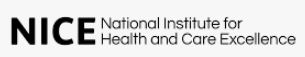 NICE National Institute for
Health and Care Excellence